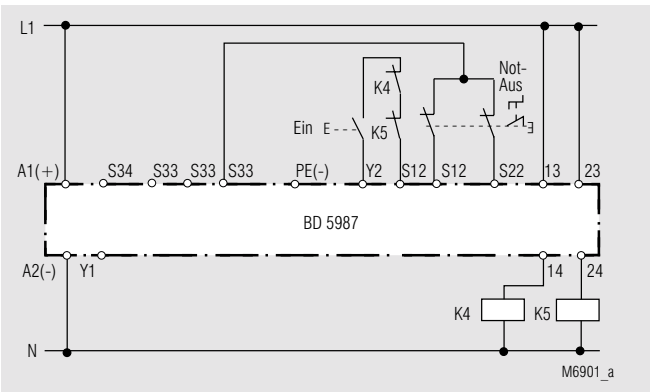 L1
Not-
Aus
K4
Ein E
K5
A1(+)
S34
S33
S33
S33
PE(-)
Y2
S12
S12
S22
13
23
BD 5987
A2(-)
Y1
14
24
K4
K5
N
M6901_a